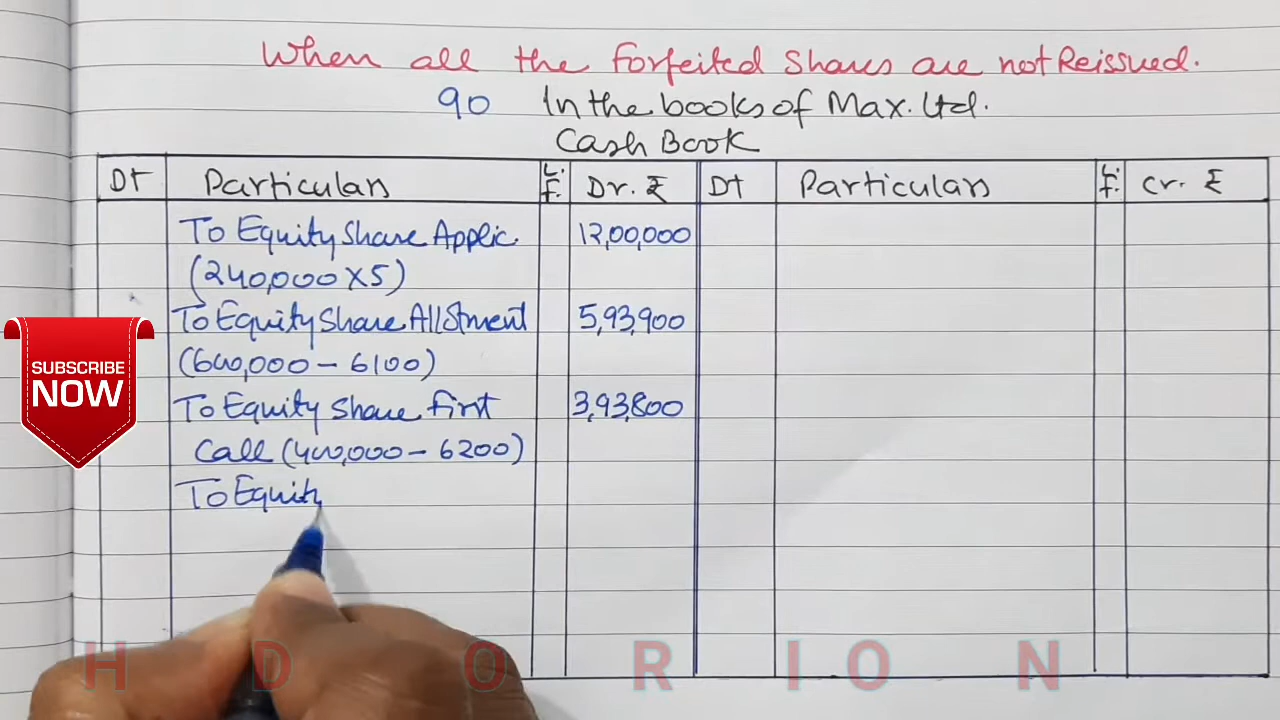 When all the Forfeited Shares are not Reissued.
90 In the books of Max. Ltd.
Cash Book
Dt Particulars L.F. Dr. ₹ Dt Particulars L.F. Cr. ₹
To Equity Share Applic. 12,00,000
(240,000 X 5)
To Equity Share Allotment 5,93,900
(600,000 - 6100)
To Equity Share First 3,93,800
Call (400,000 - 6200)
To Equity
SUBSCRIBE
NOW
H D O R I O N